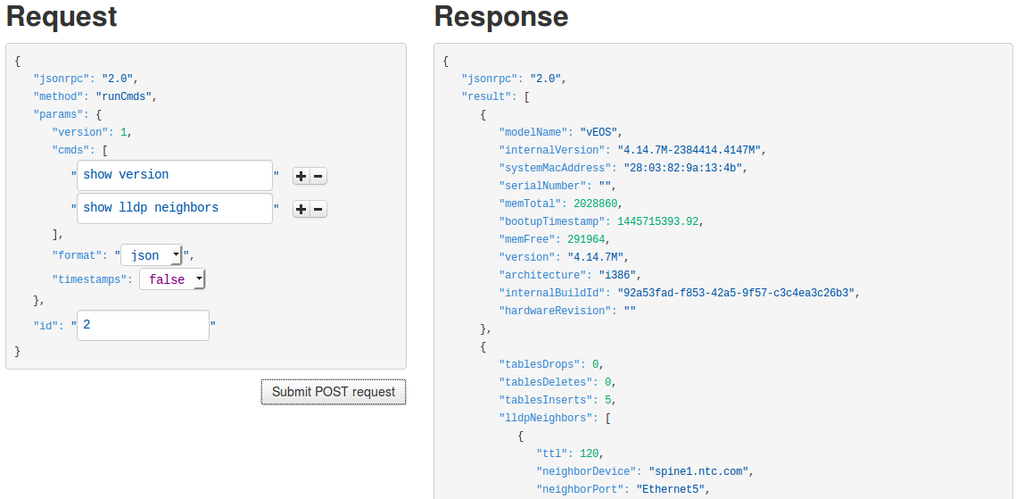 Request
{
"jsonrpc": "2.0",
"method": "runCmds",
"params": {
"version": 1,
"cmds": [
"show version" + −
"show lldp neighbors" + −
],
"format": "json",
"timestamps": false
},
"id": "2"
}
Submit POST request
Response
{
"jsonrpc": "2.0",
"result": [
{
"modelName": "vEOS",
"internalVersion": "4.14.7M-2384414.4147M",
"systemMacAddress": "28:03:82:9a:13:4b",
"serialNumber": "",
"memTotal": 2028860,
"bootupTimestamp": 1445715393.92,
"memFree": 291964,
"version": "4.14.7M",
"architecture": "i386",
"internalBuildId": "92a53fad-f853-42a5-9f57-c3c4ea3c26b3",
"hardwareRevision": ""
},
{
"tablesDrops": 0,
"tablesDeletes": 0,
"tablesInserts": 5,
"lldpNeighbors": [
{
"ttl": 120,
"neighborDevice": "spine1.ntc.com",
"neighborPort": "Ethernet5",